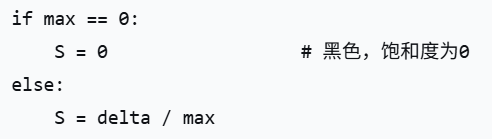 if max == 0:
    S = 0                  # 黑色，饱和度为0
else:
    S = delta / max